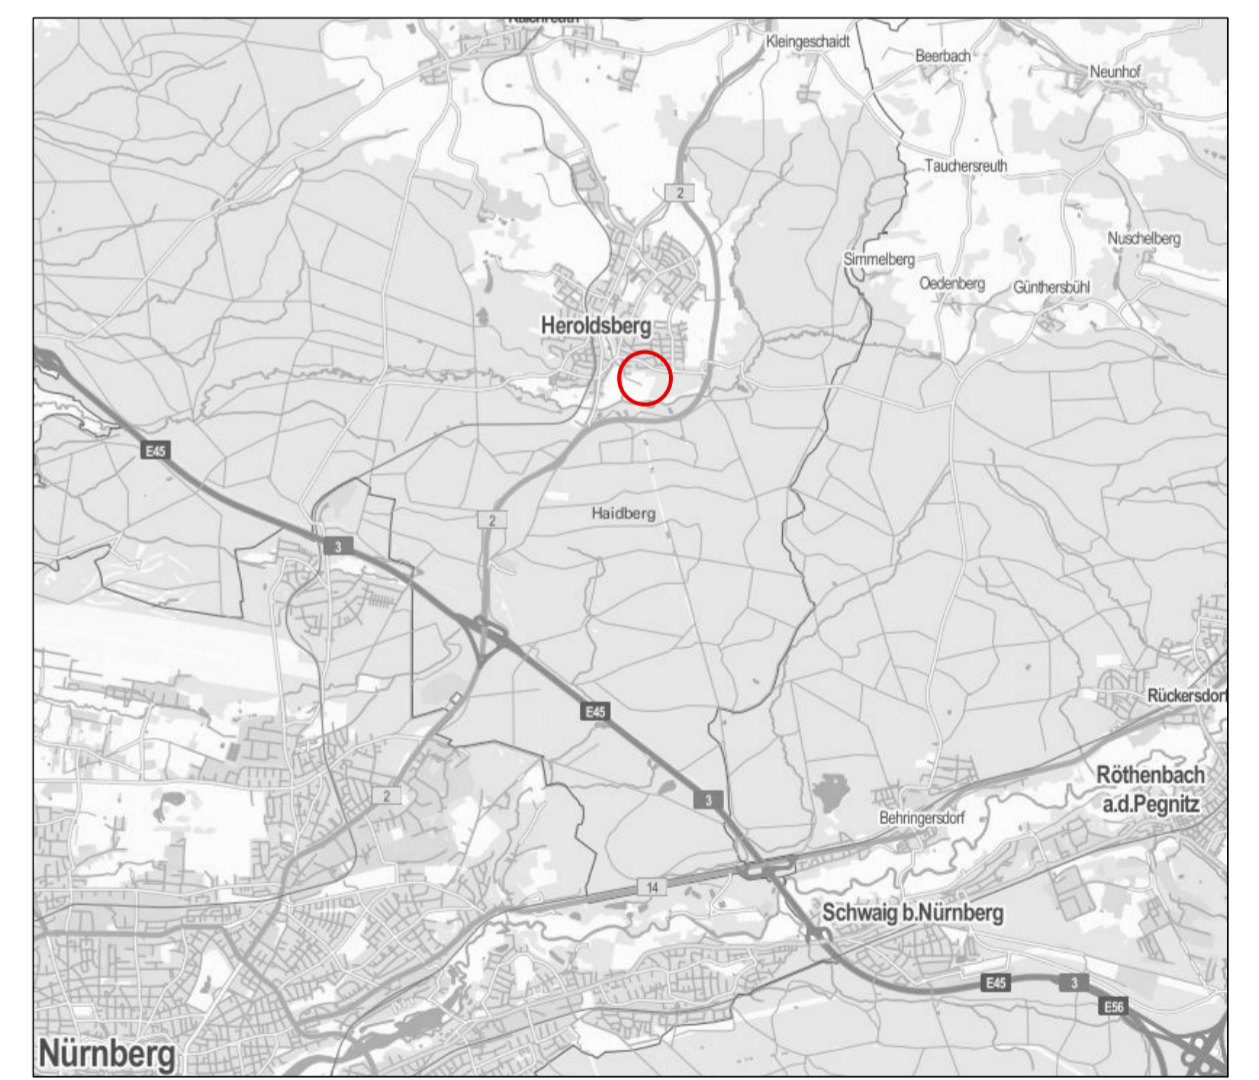 Kalchreuth
Kleingeschaidt
Beerbach
Neunhof
Tauchersreuth
2
Nuschelberg
Simmelberg
Oedenberg
Günthersbühl
Heroldsberg
E45
Haidberg
2
3
Rückersdorf
E45
Röthenbach
a.d.Pegnitz
2
3
Behringersdorf
14
Schwaig b.Nürnberg
E45
3
E56
Nürnberg